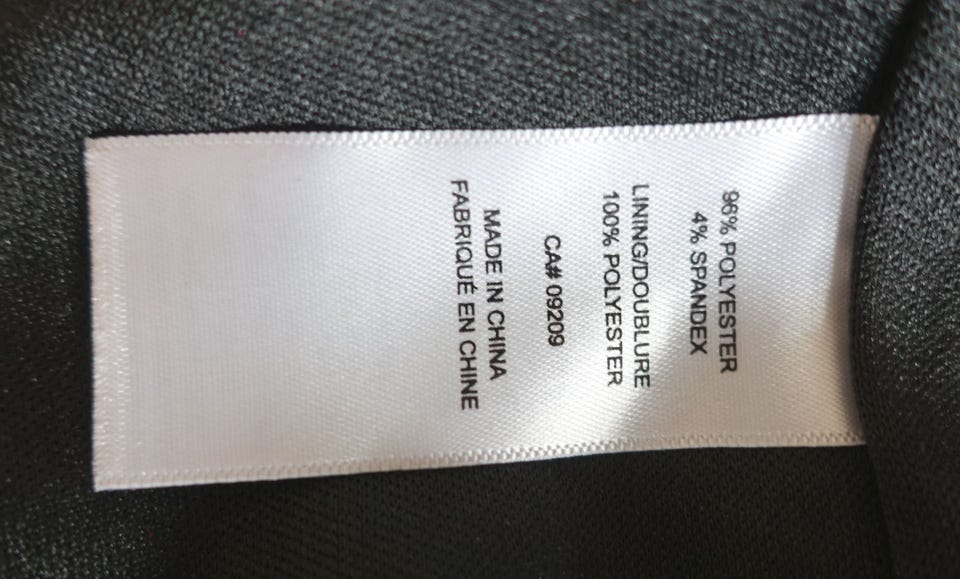 96% POLYESTER
4% SPANDEX
LINING/DOUBLURE
100% POLYESTER
CA# 09209
MADE IN CHINA
FABRIQUÉ EN CHINE